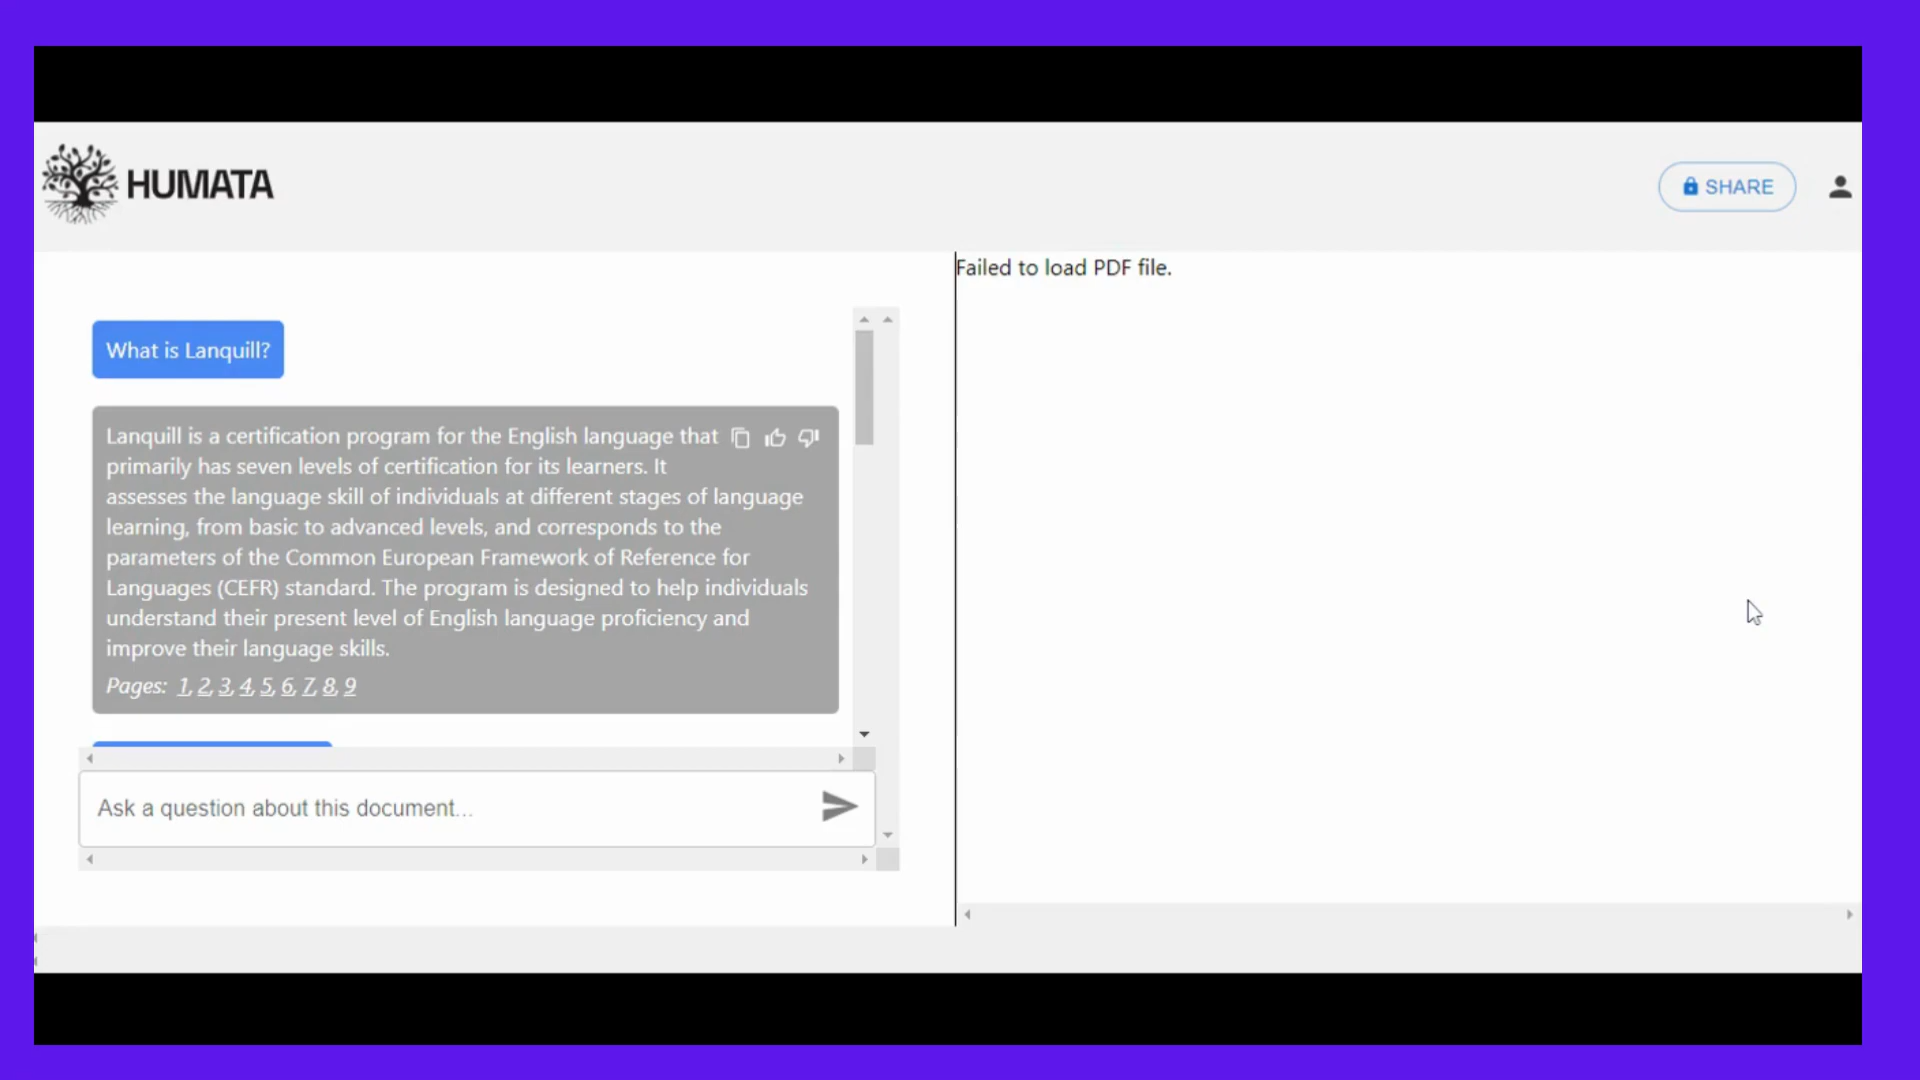 HUMATA
SHARE
What is Lanquill?
Lanquill is a certification program for the English language that
primarily has seven levels of certification for its learners. It
assesses the language skill of individuals at different stages of language
learning, from basic to advanced levels, and corresponds to the
parameters of the Common European Framework of Reference for
Languages (CEFR) standard. The program is designed to help individuals
understand their present level of English language proficiency and
improve their language skills.
Pages: 1, 2, 3, 4, 5, 6, 7, 8, 9
Ask a question about this document...
Failed to load PDF file.